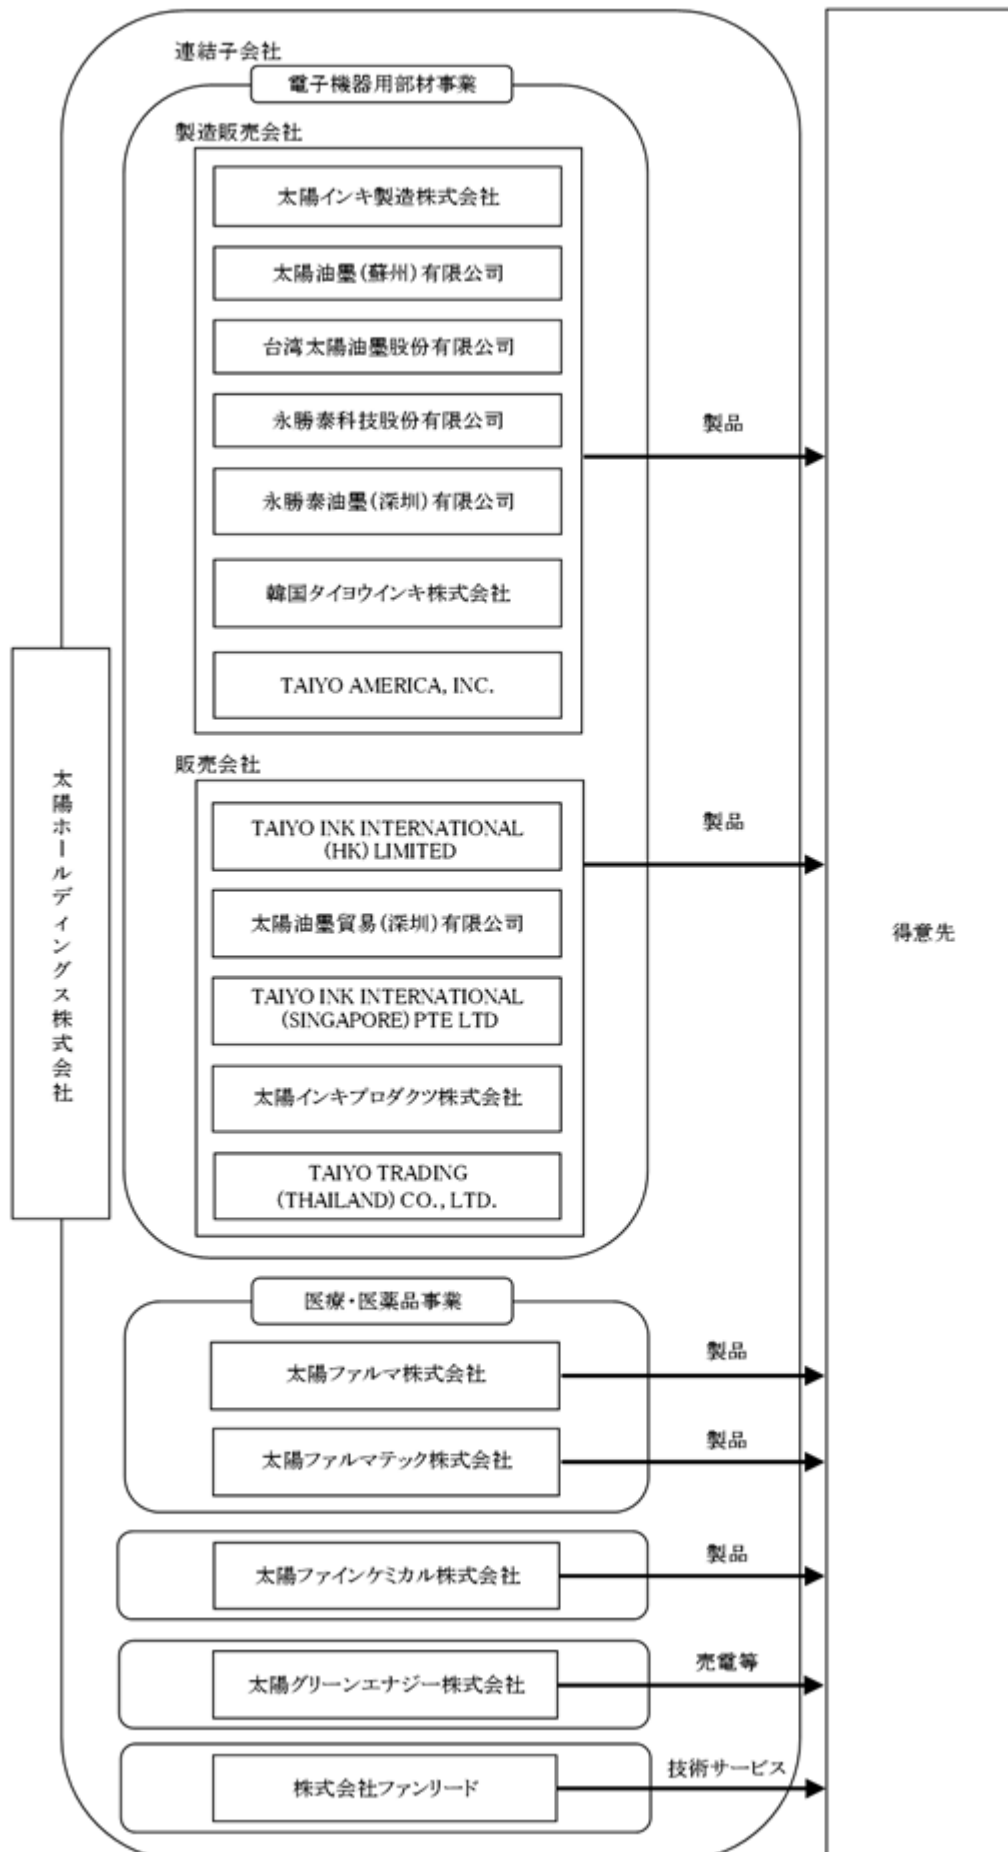 連結子会社
電子機器用部材事業
製造販売会社
太陽インキ製造株式会社
太陽油墨(蘇州)有限公司
台湾太陽油墨股份有限公司
永勝泰科技股份有限公司
製品
永勝泰油墨(深圳)有限公司
韓国タイヨウインキ株式会社
TAIYO AMERICA, INC.
販売会社
太陽ホールディングス株式会社
TAIYO INK INTERNATIONAL
(HK) LIMITED
製品
太陽油墨貿易(深圳)有限公司
得意先
TAIYO INK INTERNATIONAL
(SINGAPORE) PTE LTD
太陽インキプロダクツ株式会社
TAIYO TRADING
(THAILAND) CO., LTD.
医療・医薬品事業
太陽ファルマ株式会社
製品
太陽ファルマテック株式会社
製品
太陽ファインケミカル株式会社
製品
太陽グリーンエナジー株式会社
売電等
株式会社ファンリード
技術サービス